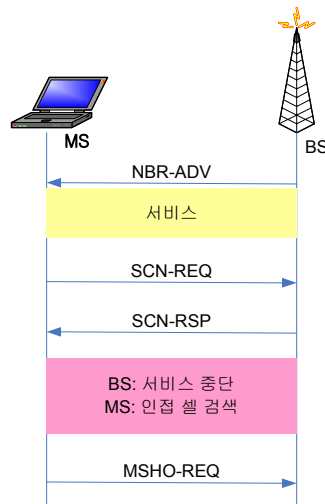 MS
BS
NBR-ADV
서비스
SCN-REQ
SCN-RSP
BS: 서비스 중단
MS: 인접 셀 검색
MSHO-REQ